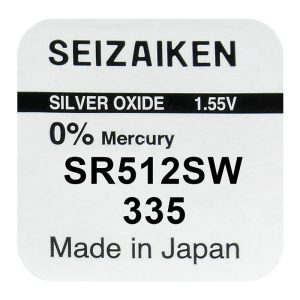 SEIZAIKEN
SILVER OXIDE 1.55V
0% Mercury
SR512SW
335
Made in Japan